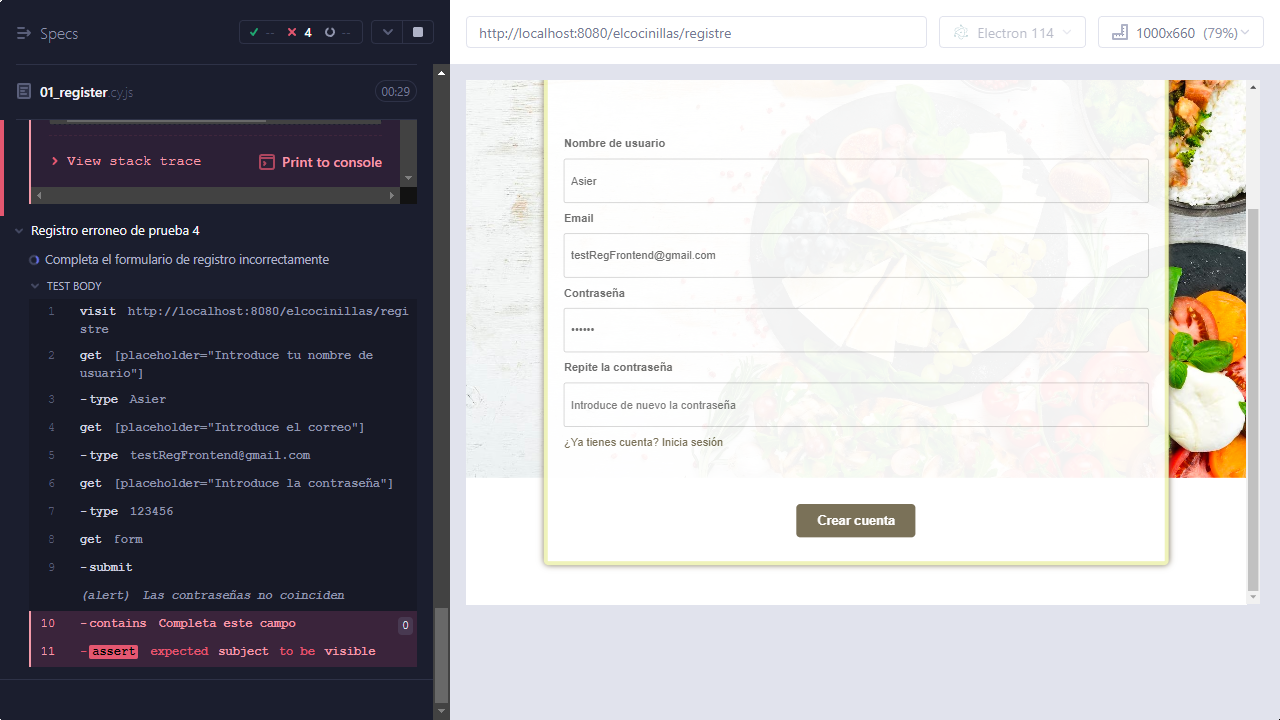 Specs
-- 4 --
01_register.cy.js
00:29
View stack trace
Print to console
Registro erroneo de prueba 4
Completa el formulario de registro incorrectamente
TEST BODY
1 visit http://localhost:8080/elcocinillas/regi
stre
2 get [placeholder="Introduce tu nombre de
usuario"]
3 -type Asier
4 get [placeholder="Introduce el correo"]
5 -type testRegFrontend@gmail.com
6 get [placeholder="Introduce la contraseña"]
7 -type 123456
8 get form
9 -submit
(alert) Las contraseñas no coinciden
10 -contains Completa este campo 0
11 -assert expected subject to be visible
http://localhost:8080/elcocinillas/registre
Electron 114
1000x660 (79%)
Nombre de usuario
Asier
Email
testRegFrontend@gmail.com
Contraseña
••••••
Repite la contraseña
Introduce de nuevo la contraseña
¿Ya tienes cuenta? Inicia sesión
Crear cuenta